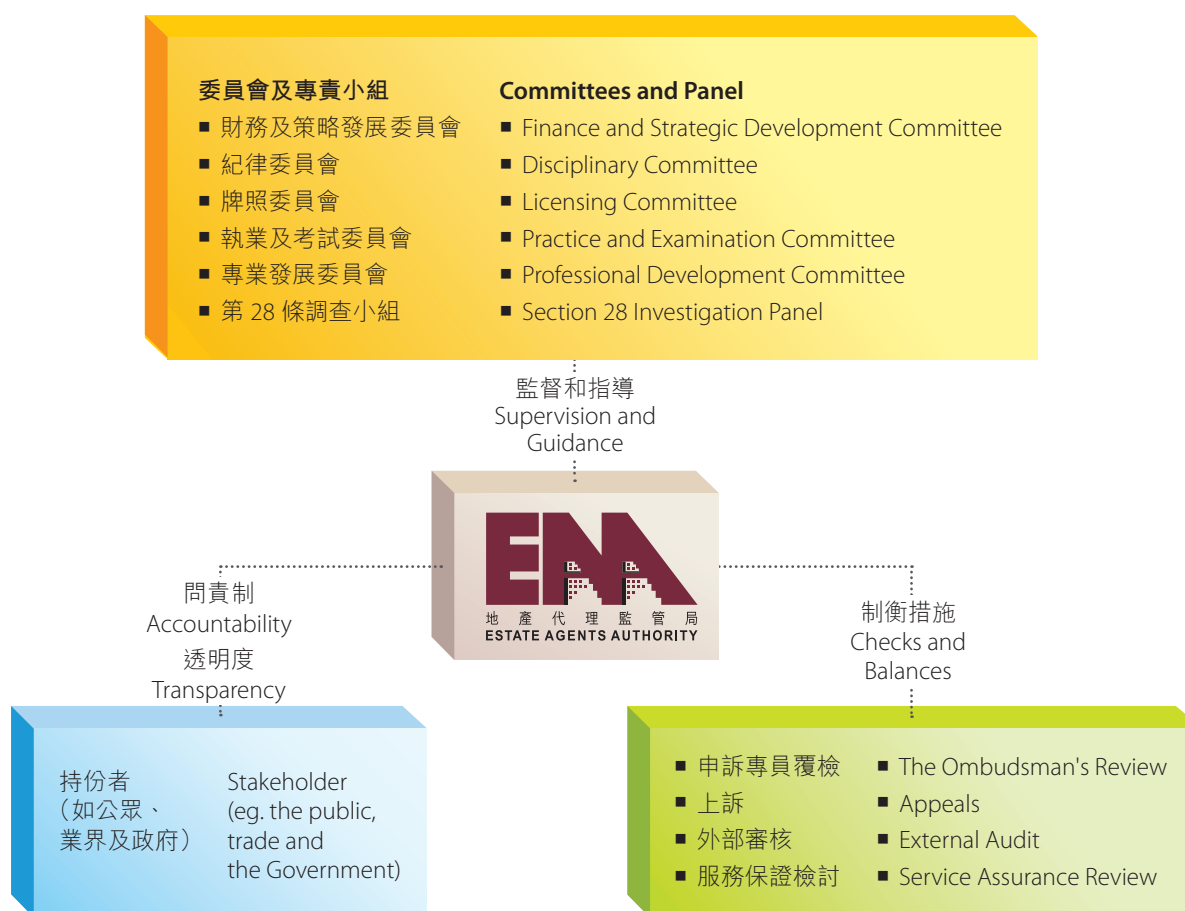 委員會及專責小組
■ 財務及策略發展委員會
■ 紀律委員會
■ 牌照委員會
■ 執業及考試委員會
■ 專業發展委員會
■ 第 28 條調查小組
Committees and Panel
■ Finance and Strategic Development Committee
■ Disciplinary Committee
■ Licensing Committee
■ Practice and Examination Committee
■ Professional Development Committee
■ Section 28 Investigation Panel
監督和指導
Supervision and
Guidance
EAA
地產代理監管局
ESTATE AGENTS AUTHORITY
問責制
Accountability
透明度
Transparency
制衡措施
Checks and
Balances
持份者
（如公眾、
業界及政府）
Stakeholder
(eg. the public,
trade and
the Government)
■ 申訴專員覆檢
■ 上訴
■ 外部審核
■ 服務保證檢討
■ The Ombudsman's Review
■ Appeals
■ External Audit
■ Service Assurance Review